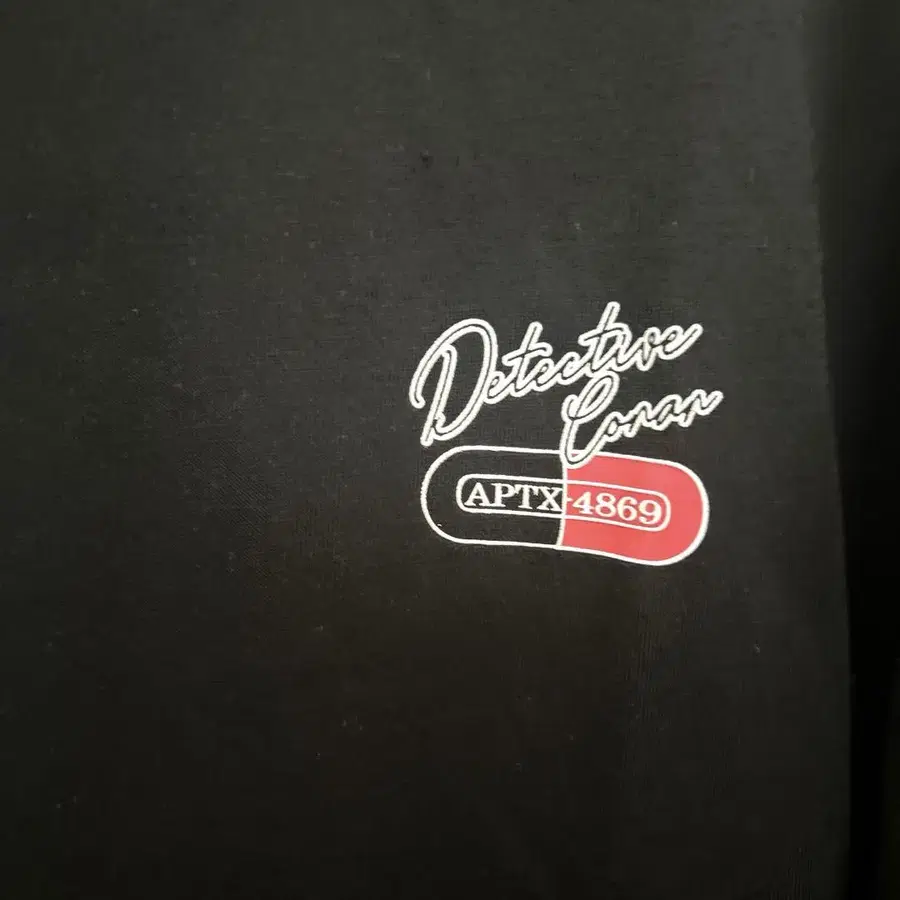 Detective
Conan
APTX-4869